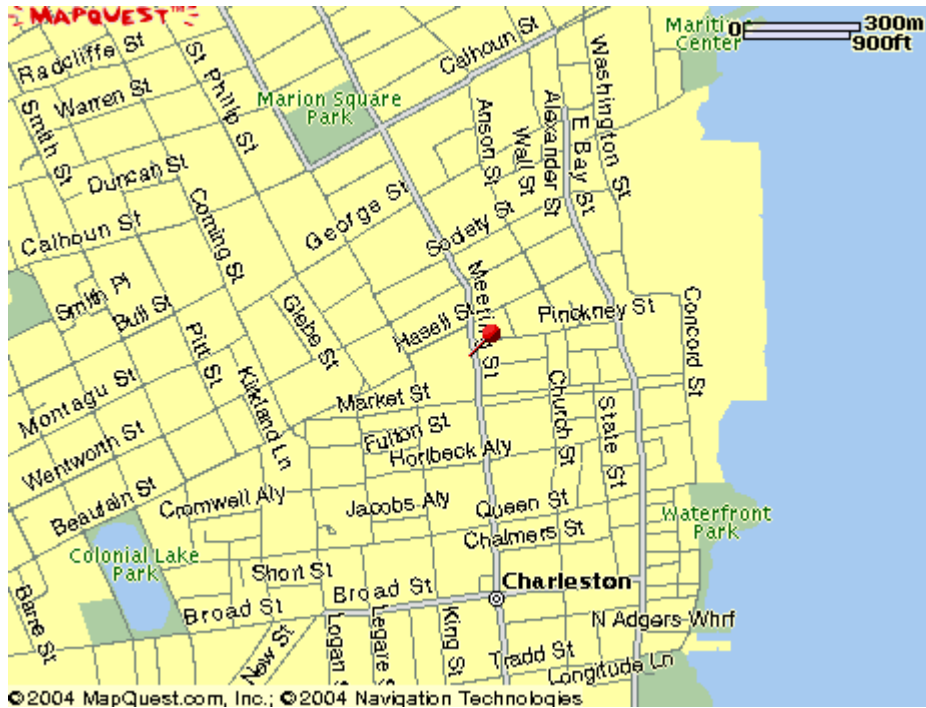 MAPQUEST™
Maritime
Center
0 300m
900ft
Radcliffe St
St Philip St
Calhoun St
Washington St
Warren St
Marion Square
Park
Smith St
Anson St
Wall St
Alexander St
E Bay St
Duncan St
Coming St
George St
Society St
Calhoun St
Smith Pl
Bull St
Glebe St
Hasell St
Meeting St
Pinckney St
Concord St
Pitt St
Montagu St
Kirkland Ln
Market St
Church St
State St
Fulton St
Wentworth St
Horlbeck Aly
Beaufain St
Cromwell Aly
Jacobs Aly
Queen St
Chalmers St
Waterfront
Park
Colonial Lake
Park
Short St
Charleston
Broad St
Broad St
Barre St
New St
Logan S
Legare S
King St
N Adgers Whrf
Tradd St
Longitude Ln
©2004 MapQuest.com, Inc.; ©2004 Navigation Technologies